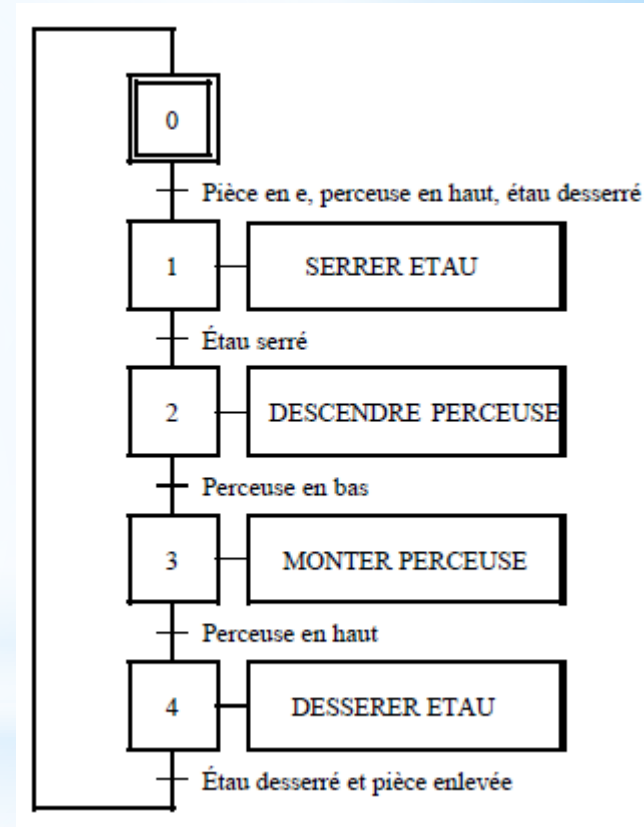 0
Pièce en e, perceuse en haut, étau desserré
1 SERRER ETAU
Étau serré
2 DESCENDRE PERCEUSE
Perceuse en bas
3 MONTER PERCEUSE
Perceuse en haut
4 DESSERER ETAU
Étau desserré et pièce enlevée